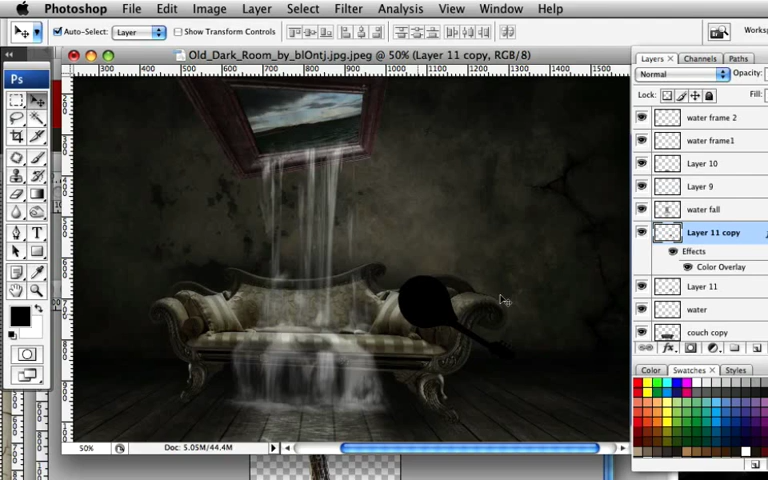 Photoshop File Edit Image Layer Select Filter Analysis View Window Help
Auto-Select: Layer Show Transform Controls
Old_Dark_Room_by_blOntj.jpg.jpeg @ 50% (Layer 11 copy, RGB/8)
300 400 500 600 700 800 900 1000 1100 1200 1300 1400 1500
Ps
Layers Channels Paths
Normal Opacity:
Lock: Fill:
water frame 2
water frame1
Layer 10
Layer 9
water fall
Layer 11 copy
Effects
Color Overlay
Layer 11
water
couch copy
Color Swatches Styles
50% Doc: 5.05M/44.4M